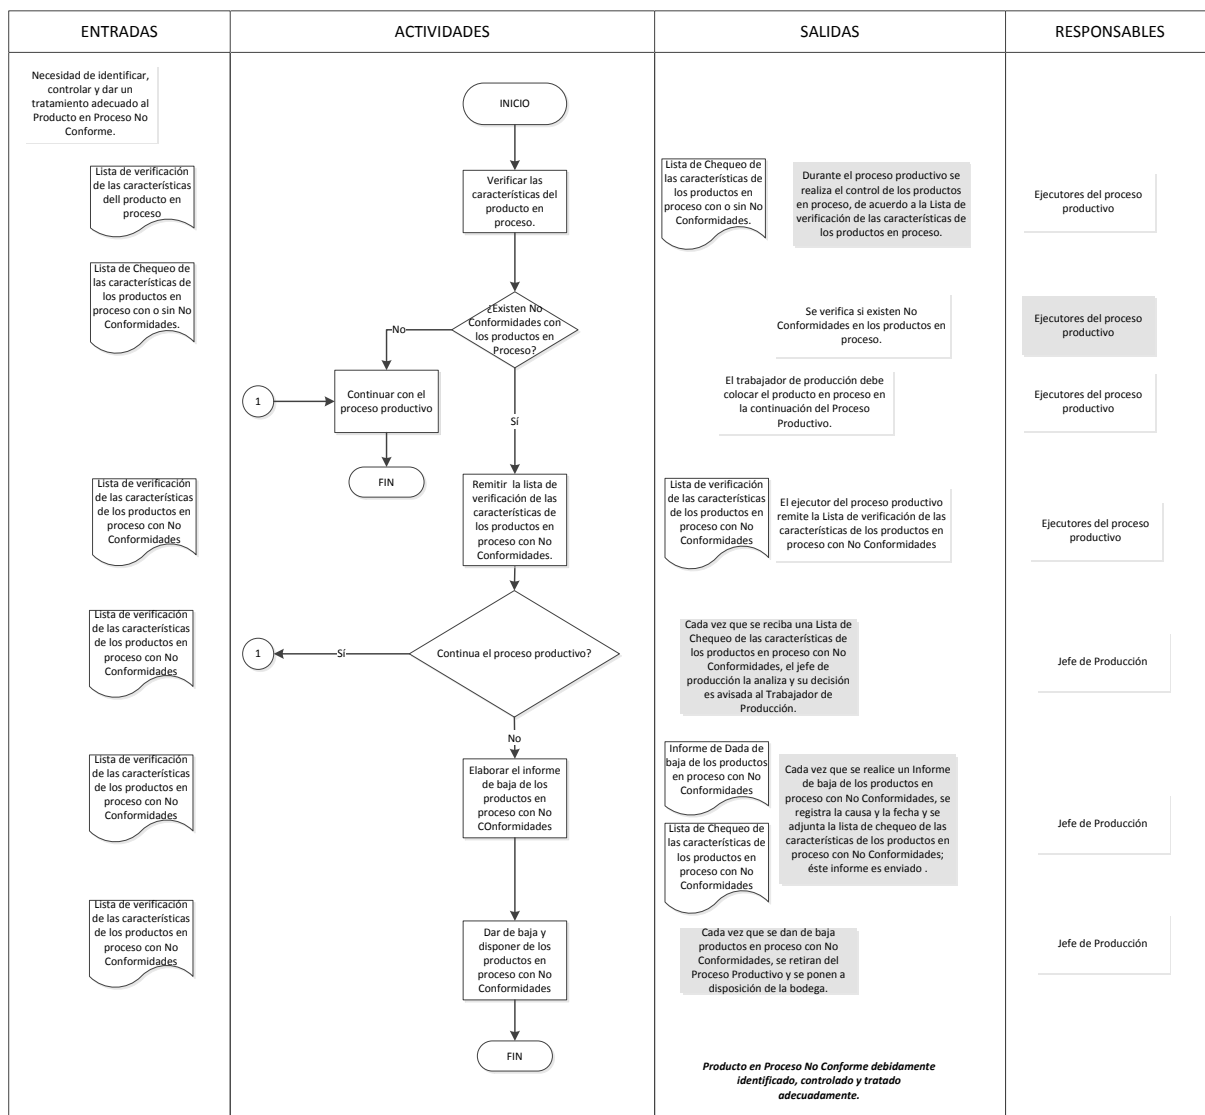 ENTRADAS
ACTIVIDADES
SALIDAS
RESPONSABLES
Necesidad de identificar,
controlar y dar un
tratamiento adecuado al
Producto en Proceso No
Conforme.
INICIO
Lista de verificación
de las características
dell producto en
proceso
Verificar las
características del
producto en
proceso.
Lista de Chequeo de
las características de
los productos en
proceso con o sin No
Conformidades.
Durante el proceso productivo se
realiza el control de los productos
en proceso, de acuerdo a la Lista de
verificación de las características de
los productos en proceso.
Ejecutores del proceso
productivo
Lista de Chequeo de
las características de
los productos en
proceso con o sin No
Conformidades.
¿Existen No
Conformidades con
los productos en
Proceso?
No
Sí
Se verifica si existen No
Conformidades en los productos en
proceso.
Ejecutores del proceso
productivo
1
Continuar con el
proceso productivo
FIN
El trabajador de producción debe
colocar el producto en proceso en
la continuación del Proceso
Productivo.
Ejecutores del proceso
productivo
Lista de verificación
de las características
de los productos en
proceso con No
Conformidades
Remitir la lista de
verificación de las
características de
los productos en
proceso con No
Conformidades.
Lista de verificación
de las características
de los productos en
proceso con No
Conformidades
El ejecutor del proceso productivo
remite la Lista de verificación de las
características de los productos en
proceso con No Conformidades
Ejecutores del proceso
productivo
Lista de verificación
de las características
de los productos en
proceso con No
Conformidades
1
Sí
Continua el proceso productivo?
No
Cada vez que se reciba una Lista de
Chequeo de las características de
los productos en proceso con No
Conformidades, el jefe de
producción la analiza y su decisión
es avisada al Trabajador de
Producción.
Jefe de Producción
Lista de verificación
de las características
de los productos en
proceso con No
Conformidades
Elaborar el informe
de baja de los
productos en
proceso con No
COnformidades
Informe de Dada de
baja de los productos
en proceso con No
Conformidades
Lista de Chequeo de
las características de
los productos en
proceso con No
Conformidades
Cada vez que se realice un Informe
de baja de los productos en
proceso con No Conformidades, se
registra la causa y la fecha y se
adjunta la lista de chequeo de las
características de los productos en
proceso con No Conformidades;
éste informe es enviado .
Jefe de Producción
Lista de verificación
de las características
de los productos en
proceso con No
Conformidades
Dar de baja y
disponer de los
productos en
proceso con No
Conformidades
Cada vez que se dan de baja
productos en proceso con No
Conformidades, se retiran del
Proceso Productivo y se ponen a
disposición de la bodega.
Jefe de Producción
FIN
Producto en Proceso No Conforme debidamente
identificado, controlado y tratado
adecuadamente.